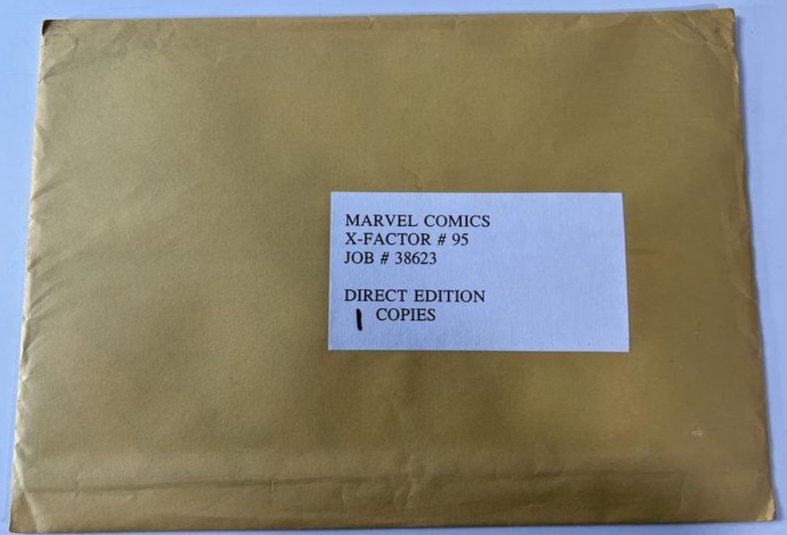 MARVEL COMICS
X-FACTOR # 95
JOB # 38623
DIRECT EDITION
1 COPIES